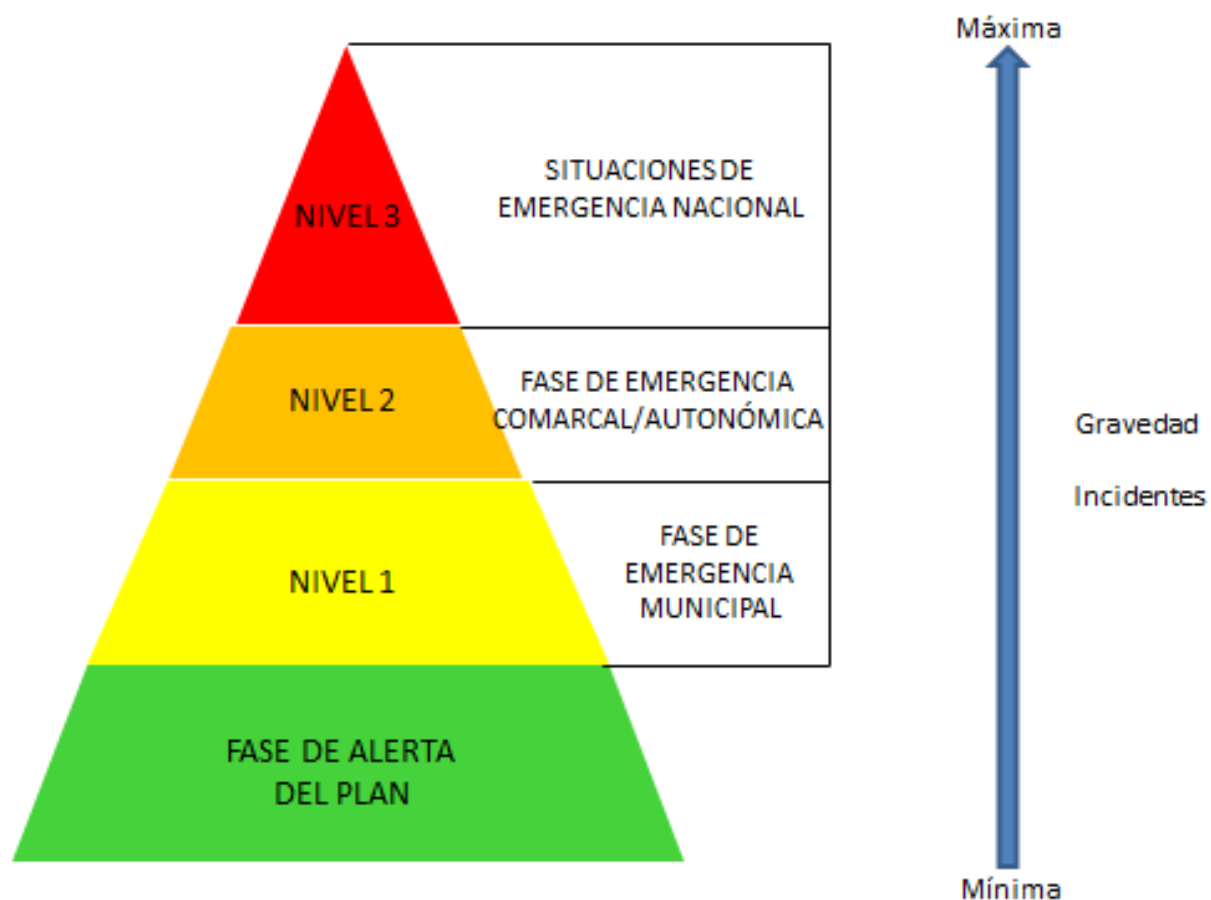 Máxima
SITUACIONES DE
EMERGENCIA NACIONAL
NIVEL 3
FASE DE EMERGENCIA
COMARCAL/AUTONÓMICA
NIVEL 2
Gravedad
Incidentes
FASE DE
EMERGENCIA
MUNICIPAL
NIVEL 1
FASE DE ALERTA
DEL PLAN
Mínima